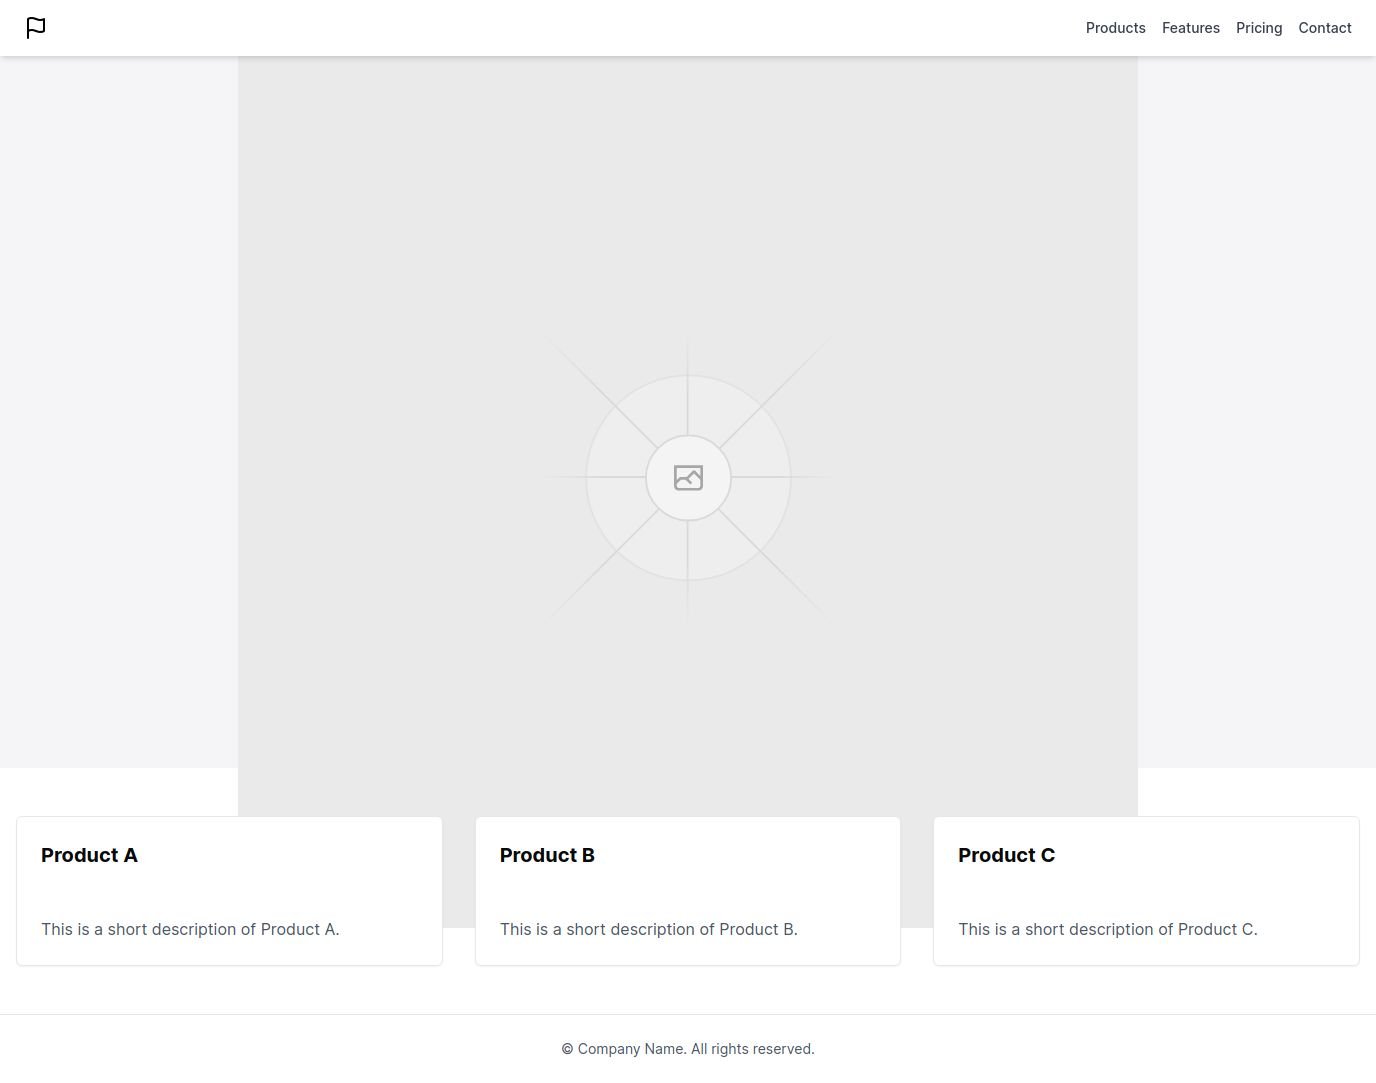 Products Features Pricing Contact
Product A
This is a short description of Product A.
Product B
This is a short description of Product B.
Product C
This is a short description of Product C.
© Company Name. All rights reserved.